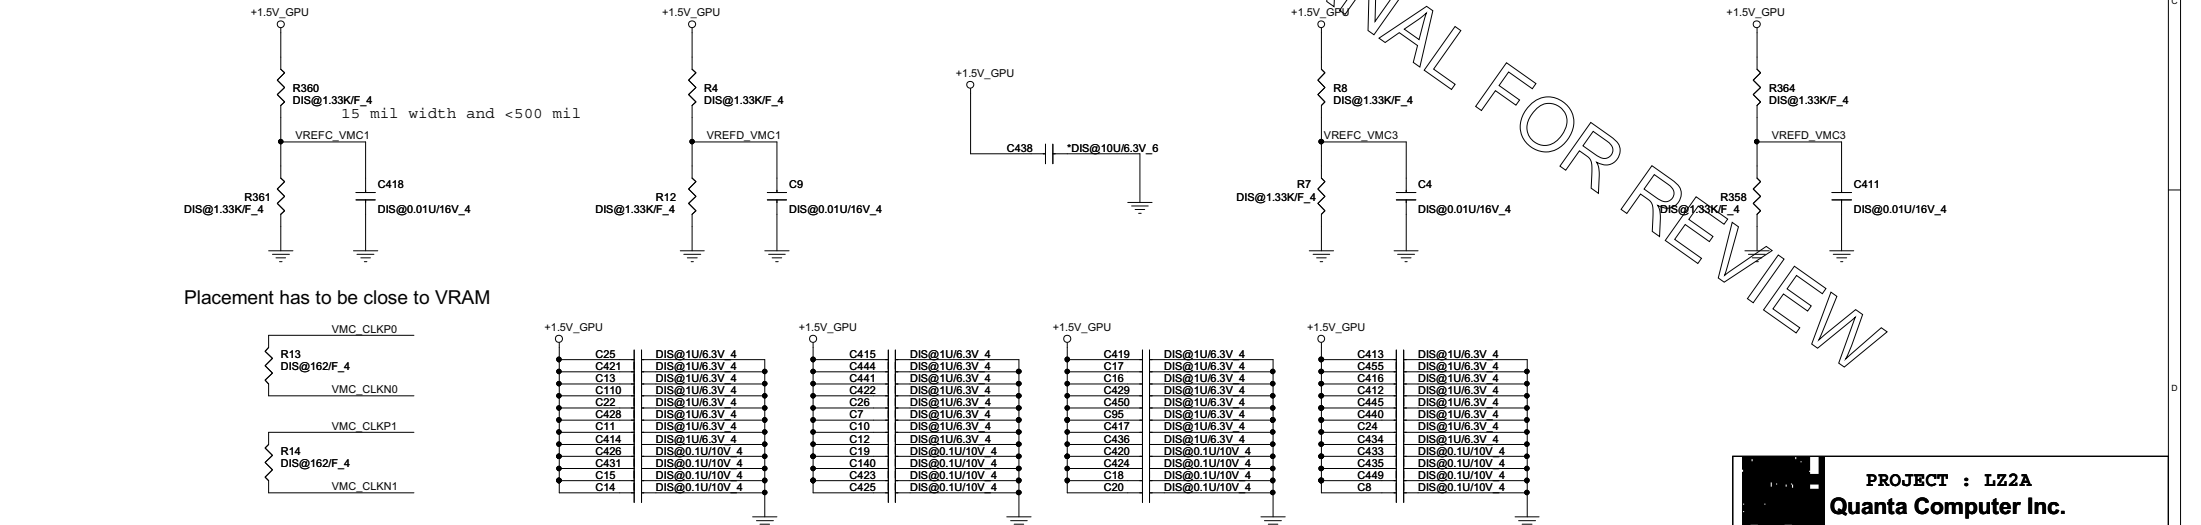 +1.5V_GPU
R360
DIS@1.33K/F_4
15 mil width and <500 mil
VREFC_VMC1
R361
DIS@1.33K/F_4
C418
DIS@0.01U/16V_4
+1.5V_GPU
R4
DIS@1.33K/F_4
VREFD_VMC1
R12
DIS@1.33K/F_4
C9
DIS@0.01U/16V_4
+1.5V_GPU
C438
*DIS@10U/6.3V_6
+1.5V_GPU
R8
DIS@1.33K/F_4
VREFC_VMC3
R7
DIS@1.33K/F_4
C4
DIS@0.01U/16V_4
+1.5V_GPU
R364
DIS@1.33K/F_4
VREFD_VMC3
R358
DIS@1.33K/F_4
C411
DIS@0.01U/16V_4
FOR REVIEW
C
Placement has to be close to VRAM
VMC_CLKP0
R13
DIS@162/F_4
VMC_CLKN0
VMC_CLKP1
R14
DIS@162/F_4
VMC_CLKN1
+1.5V_GPU
C25 DIS@1U/6.3V_4
C421 DIS@1U/6.3V_4
C13 DIS@1U/6.3V_4
C110 DIS@1U/6.3V_4
C22 DIS@1U/6.3V_4
C428 DIS@1U/6.3V_4
C11 DIS@1U/6.3V_4
C414 DIS@1U/6.3V_4
C426 DIS@0.1U/10V_4
C431 DIS@0.1U/10V_4
C15 DIS@0.1U/10V_4
C14 DIS@0.1U/10V_4
+1.5V_GPU
C415 DIS@1U/6.3V_4
C444 DIS@1U/6.3V_4
C441 DIS@1U/6.3V_4
C422 DIS@1U/6.3V_4
C26 DIS@1U/6.3V_4
C7 DIS@1U/6.3V_4
C10 DIS@1U/6.3V_4
C12 DIS@1U/6.3V_4
C19 DIS@0.1U/10V_4
C140 DIS@0.1U/10V_4
C423 DIS@0.1U/10V_4
C425 DIS@0.1U/10V_4
+1.5V_GPU
C419 DIS@1U/6.3V_4
C17 DIS@1U/6.3V_4
C16 DIS@1U/6.3V_4
C429 DIS@1U/6.3V_4
C450 DIS@1U/6.3V_4
C95 DIS@1U/6.3V_4
C417 DIS@1U/6.3V_4
C436 DIS@1U/6.3V_4
C420 DIS@0.1U/10V_4
C424 DIS@0.1U/10V_4
C18 DIS@0.1U/10V_4
C20 DIS@0.1U/10V_4
+1.5V_GPU
C413 DIS@1U/6.3V_4
C455 DIS@1U/6.3V_4
C416 DIS@1U/6.3V_4
C412 DIS@1U/6.3V_4
C445 DIS@1U/6.3V_4
C440 DIS@1U/6.3V_4
C24 DIS@1U/6.3V_4
C434 DIS@1U/6.3V_4
C433 DIS@0.1U/10V_4
C435 DIS@0.1U/10V_4
C449 DIS@0.1U/10V_4
C8 DIS@0.1U/10V_4
D
PROJECT : LZ2A
Quanta Computer Inc.